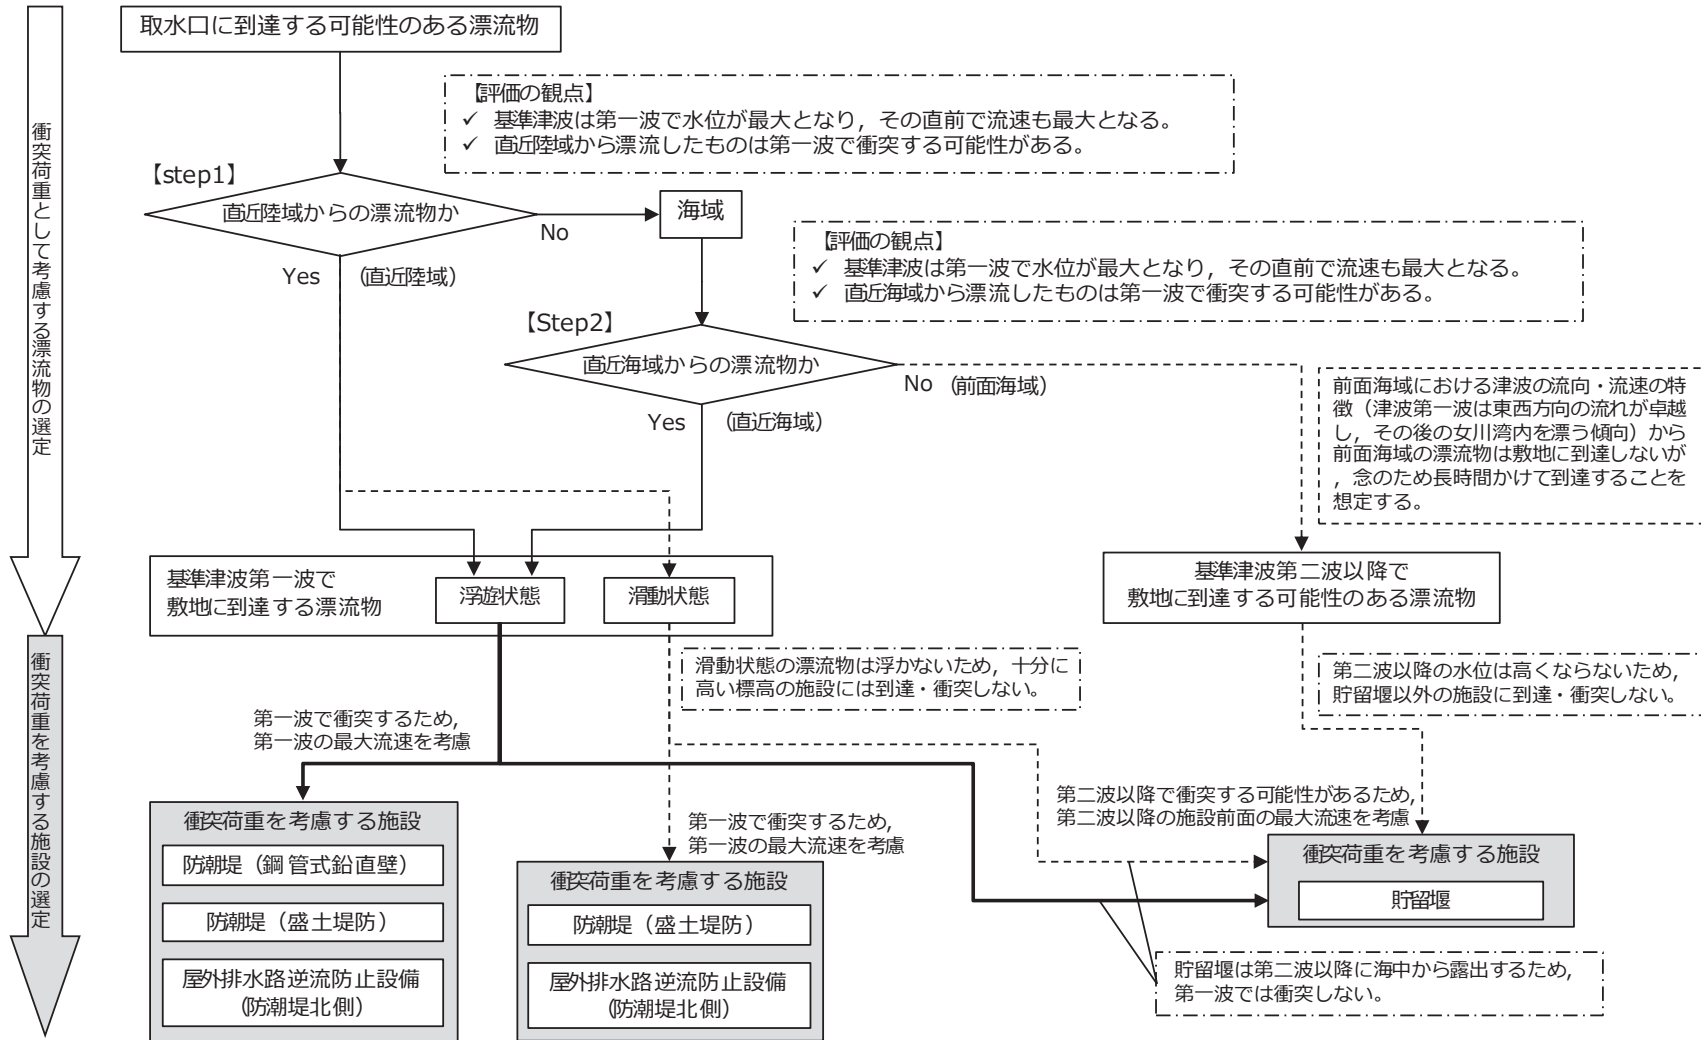 取水口に到達する可能性のある漂流物
衝突荷重として考慮する漂流物の選定
【評価の観点】
✓ 基準津波は第一波で水位が最大となり，その直前で流速も最大となる。
✓ 直近陸域から漂流したものは第一波で衝突する可能性がある。
【step1】
直近陸域からの漂流物か
No
海域
Yes (直近陸域)
【評価の観点】
✓ 基準津波は第一波で水位が最大となり，その直前で流速も最大となる。
✓ 直近海域から漂流したものは第一波で衝突する可能性がある。
【Step2】
直近海域からの漂流物か
No (前面海域)
Yes (直近海域)
前面海域における津波の流向・流速の特
徴（津波第一波は東西方向の流れが卓越
し，その後の女川湾内を漂う傾向）から
前面海域の漂流物は敷地に到達しないが
，念のため長時間かけて到達することを
想定する。
基準津波第一波で
敷地に到達する漂流物
浮遊状態
滑動状態
基準津波第二波以降で
敷地に到達する可能性のある漂流物
衝突荷重を考慮する施設の選定
滑動状態の漂流物は浮かないため，十分に
高い標高の施設には到達・衝突しない。
第二波以降の水位は高くならないため，
貯留堰以外の施設に到達・衝突しない。
第一波で衝突するため，
第一波の最大流速を考慮
第二波以降で衝突する可能性があるため，
第二波以降の施設前面の最大流速を考慮
第一波で衝突するため，
第一波の最大流速を考慮
衝突荷重を考慮する施設
防潮堤（鋼管式鉛直壁）
防潮堤（盛土堤防）
屋外排水路逆流防止設備
(防潮堤北側)
衝突荷重を考慮する施設
防潮堤（盛土堤防）
屋外排水路逆流防止設備
(防潮堤北側)
衝突荷重を考慮する施設
貯留堰
貯留堰は第二波以降に海中から露出するため，
第一波では衝突しない。